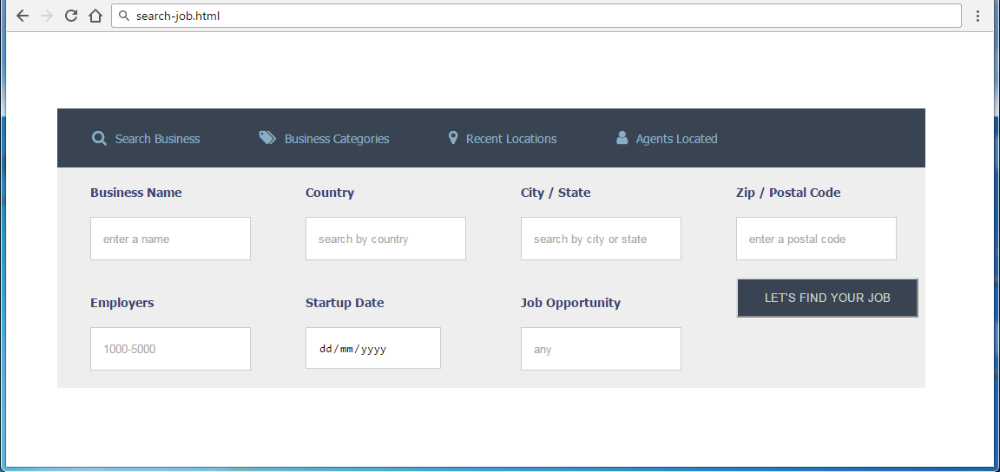 search-job.html
Search Business Business Categories Recent Locations Agents Located
Business Name Country City / State Zip / Postal Code
enter a name search by country search by city or state enter a postal code
LET'S FIND YOUR JOB
Employers Startup Date Job Opportunity
1000-5000 dd/mm/yyyy any